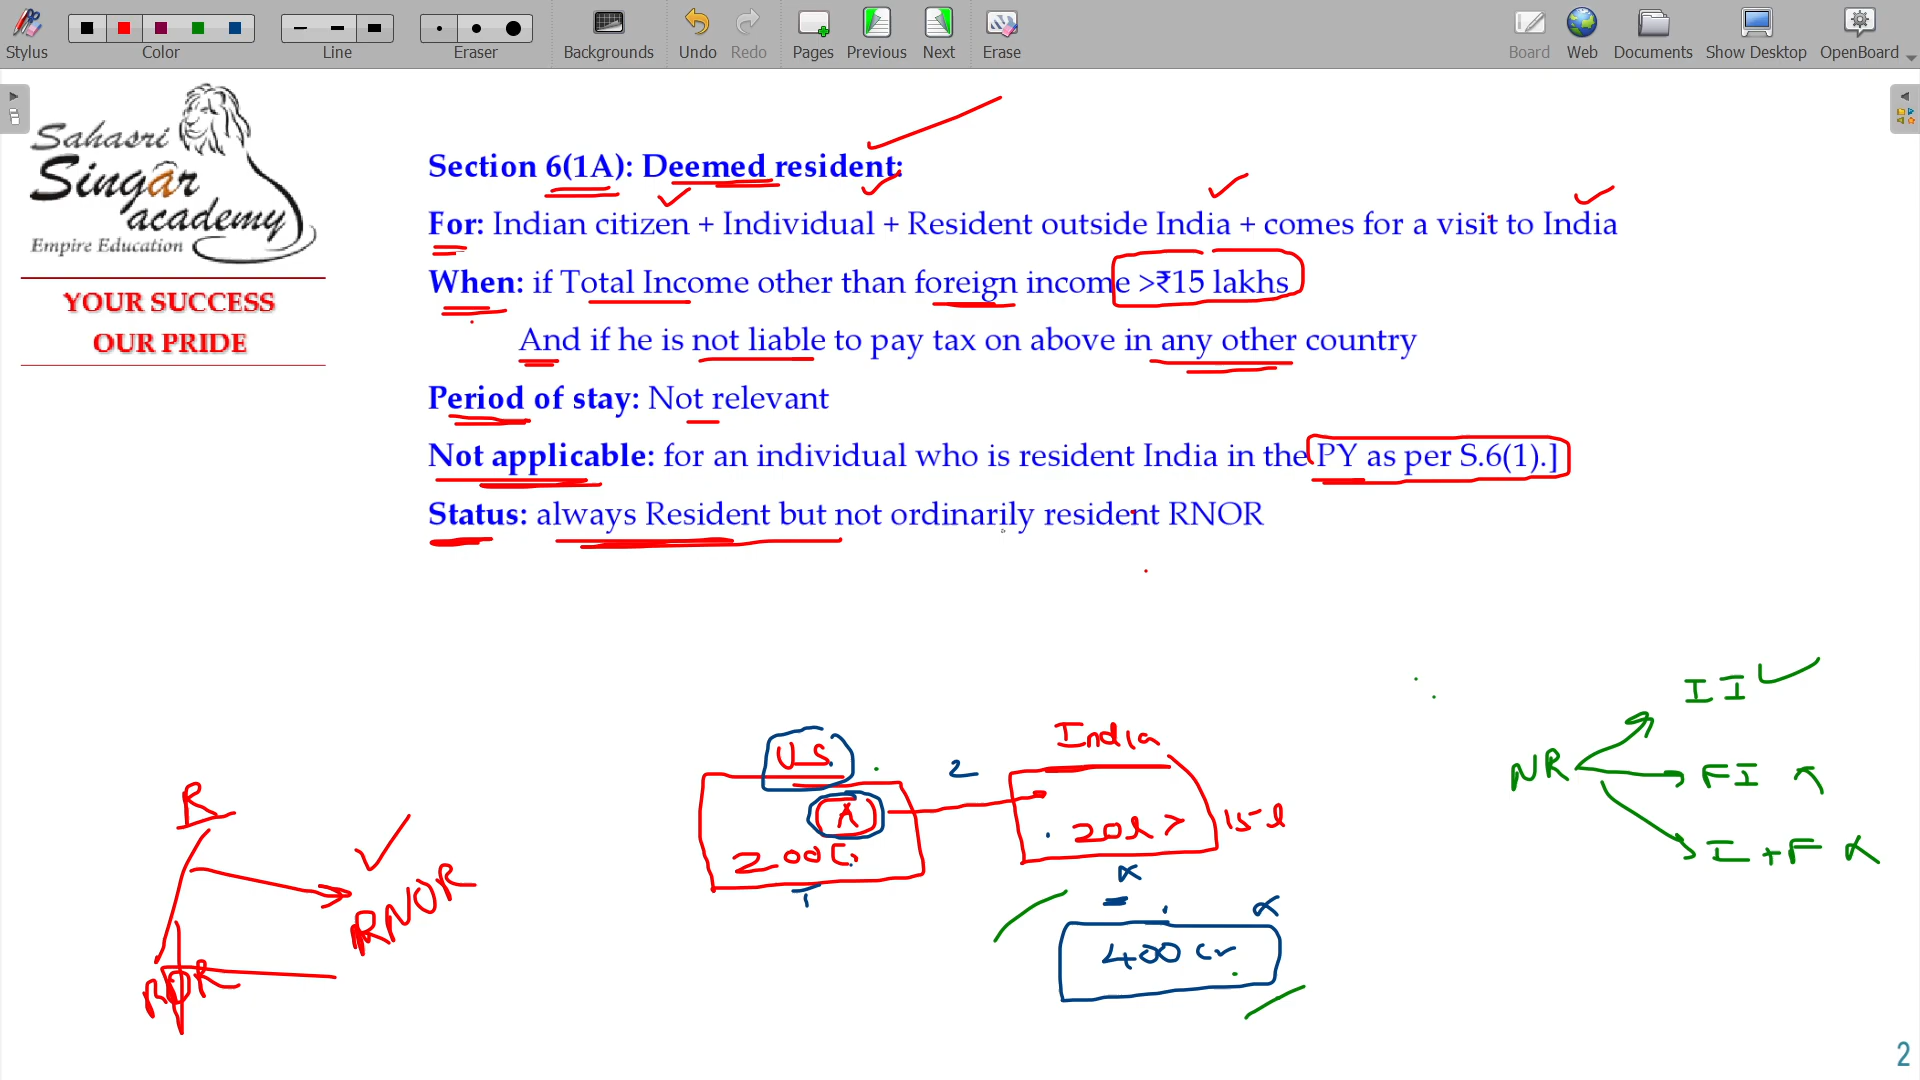 Stylus
Color
Line
Eraser
Backgrounds
Undo
Redo
Pages
Previous
Next
Erase
Board
Web
Documents
Show Desktop
OpenBoard
Sahasri
Singar
academy
Empire Education
YOUR SUCCESS
OUR PRIDE
Section 6(1A): Deemed resident:
For: Indian citizen + Individual + Resident outside India + comes for a visit to India
When: if Total Income other than foreign income >₹15 lakhs
And if he is not liable to pay tax on above in any other country
Period of stay: Not relevant
Not applicable: for an individual who is resident India in the PY as per S.6(1).]
Status: always Resident but not ordinarily resident RNOR
R
RNOR
ROR
U.S.
A
200 Cr
2
India
20l > 15l
400 cr
NR
II
FI
I + F
2